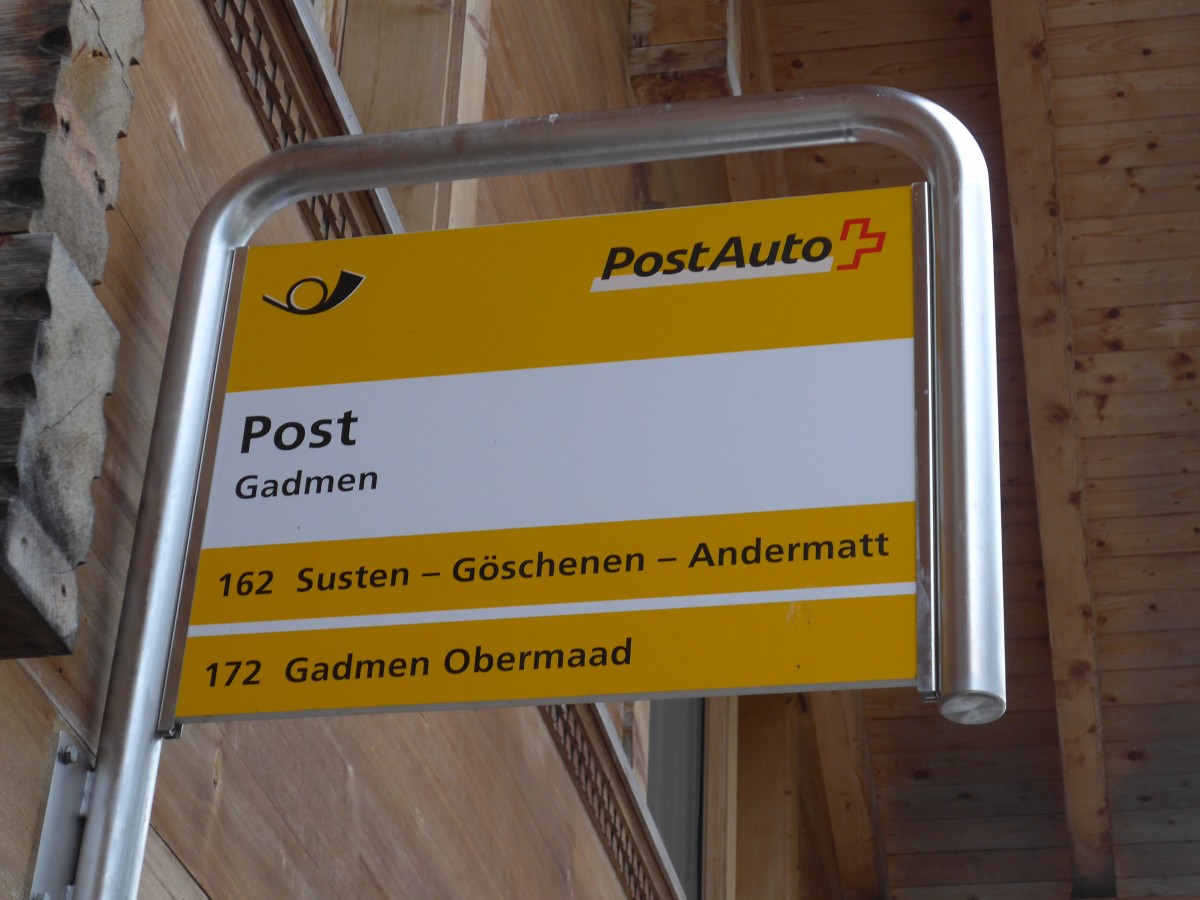 PostAuto
Post
Gadmen
162 Susten – Göschenen – Andermatt
172 Gadmen Obermaad